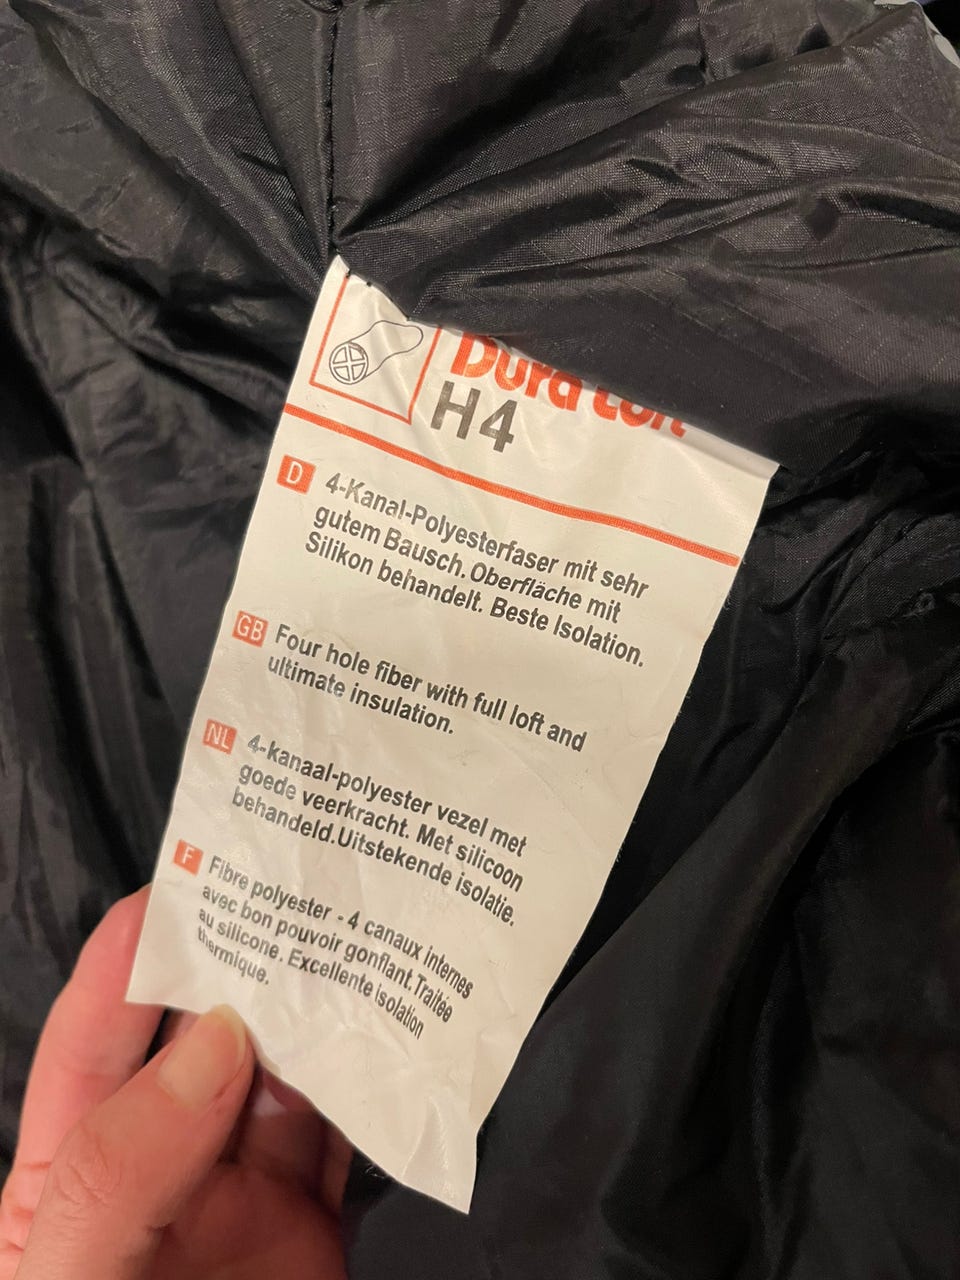 Dura Loft
H4
D
4-Kanal-Polyesterfaser mit sehr
gutem Bausch. Oberfläche mit
Silikon behandelt. Beste Isolation.
GB
Four hole fiber with full loft and
ultimate insulation.
NL
4-kanaal-polyester vezel met
goede veerkracht. Met silicoon
behandeld.Uitstekende isolatie.
F
Fibre polyester - 4 canaux internes
avec bon pouvoir gonflant.Traitée
au silicone. Excellente isolation
thermique.